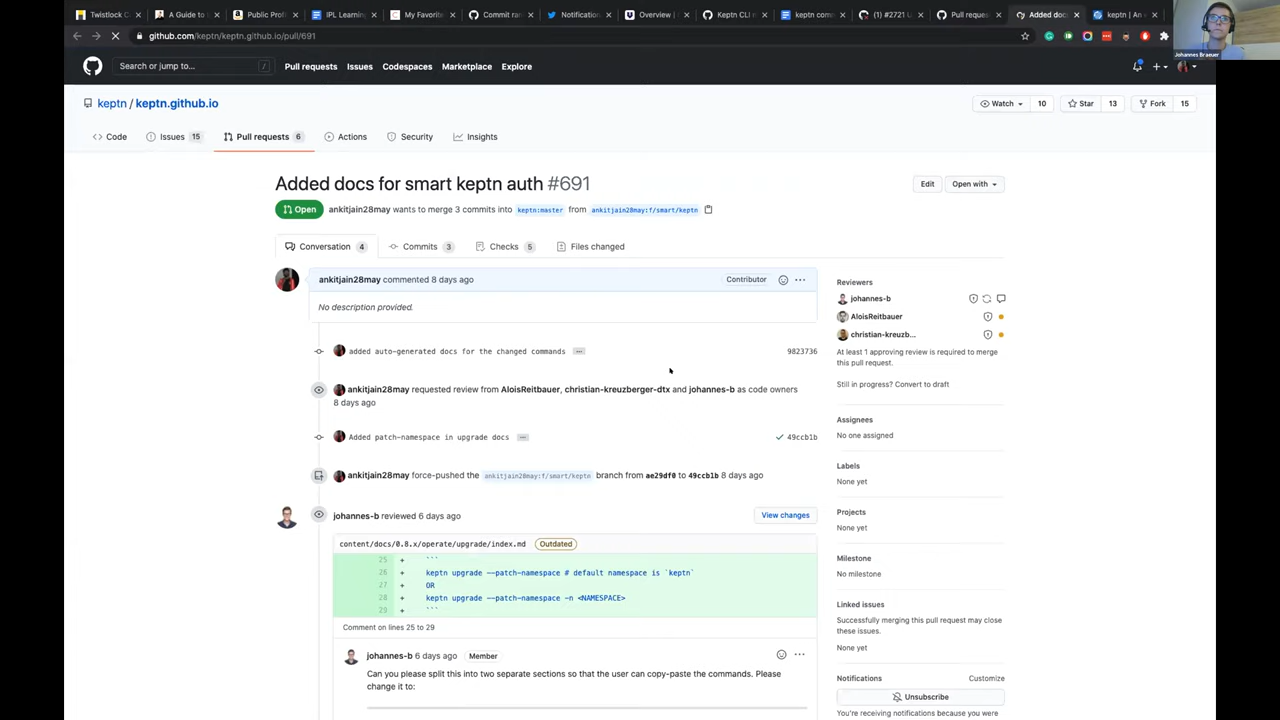 Twistlock C
A Guide to
Public Prof
IPL Learnin
My Favorite
Commit ran
Notification
Overview |
Keptn CLI
keptn com
(1) #2721 U
Pull reques
Added docs
keptn | An e
github.com/keptn/keptn.github.io/pull/691
Johannes Braeuer
Search or jump to...
/
Pull requests
Issues
Codespaces
Marketplace
Explore
keptn / keptn.github.io
Watch 10
Star 13
Fork 15
Code
Issues 15
Pull requests 6
Actions
Security
Insights
Added docs for smart keptn auth #691
Edit
Open with
Open
ankitjain28may wants to merge 3 commits into keptn:master from ankitjain28may:f/smart/keptn
Conversation 4
Commits 3
Checks 5
Files changed
ankitjain28may commented 8 days ago
Contributor
No description provided.
added auto-generated docs for the changed commands
9823736
ankitjain28may requested review from AloisReitbauer, christian-kreuzberger-dtx and johannes-b as code owners
8 days ago
Added patch-namespace in upgrade docs
49ccb1b
ankitjain28may force-pushed the ankitjain28may:f/smart/keptn branch from ae29df0 to 49ccb1b 8 days ago
johannes-b reviewed 6 days ago
View changes
content/docs/0.8.x/operate/upgrade/index.md
Outdated
25 + ```
26 + keptn upgrade --patch-namespace # default namespace is `keptn`
27 + OR
28 + keptn upgrade --patch-namespace -n <NAMESPACE>
29 + ```
Comment on lines 25 to 29
johannes-b 6 days ago
Member
Can you please split this into two separate sections so that the user can copy-paste the commands. Please
change it to:
Reviewers
johannes-b
AloisReitbauer
christian-kreuzb...
At least 1 approving review is required to merge
this pull request.
Still in progress? Convert to draft
Assignees
No one assigned
Labels
None yet
Projects
None yet
Milestone
No milestone
Linked issues
Successfully merging this pull request may close
these issues.
None yet
Notifications
Customize
Unsubscribe
You're receiving notifications because you were